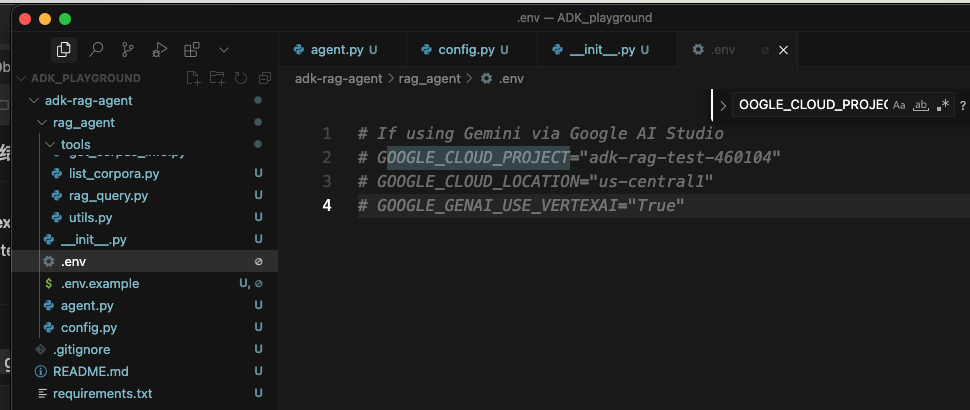 .env — ADK_playground
agent.py U
config.py U
__init__.py U
.env
ADK_PLAYGROUND
adk-rag-agent > rag_agent > .env
adk-rag-agent
rag_agent
tools
list_corpora.py U
rag_query.py U
utils.py U
__init__.py U
.env
.env.example U,
agent.py U
config.py U
.gitignore U
README.md U
requirements.txt U
OOGLE_CLOUD_PROJEC Aa ab .* ?
1 # If using Gemini via Google AI Studio
2 # GOOGLE_CLOUD_PROJECT="adk-rag-test-460104"
3 # GOOGLE_CLOUD_LOCATION="us-central1"
4 # GOOGLE_GENAI_USE_VERTEXAI="True"